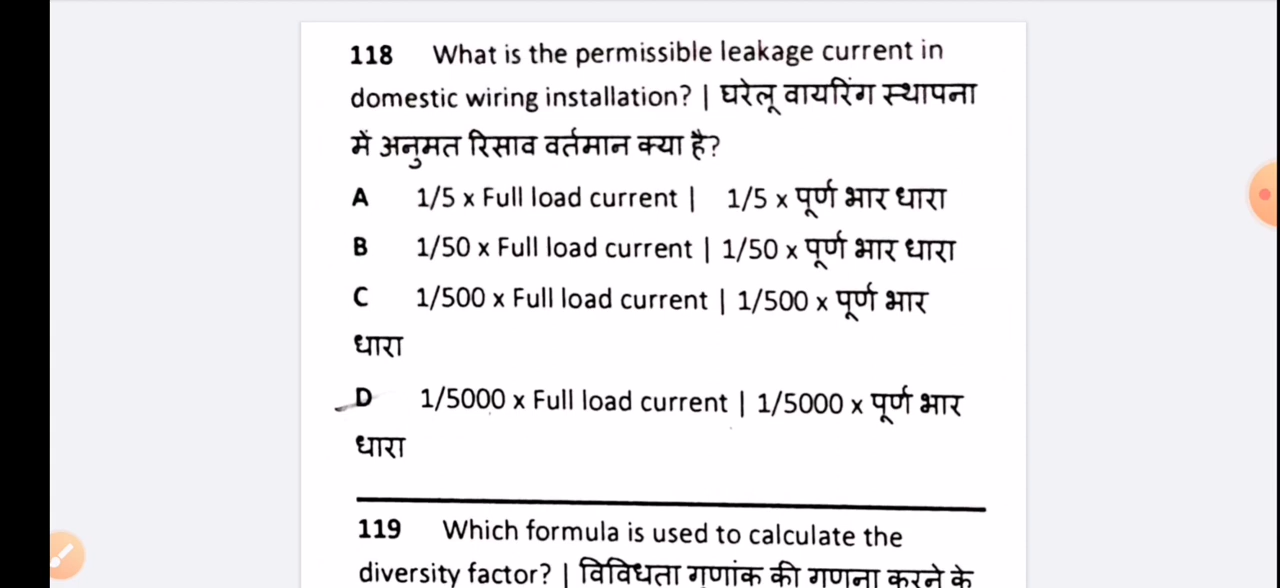 118 What is the permissible leakage current in
domestic wiring installation? | घरेलू वायरिंग स्थापना
में अनुमत रिसाव वर्तमान क्या है?
A 1/5 x Full load current | 1/5 x पूर्ण भार धारा
B 1/50 x Full load current | 1/50 x पूर्ण भार धारा
C 1/500 x Full load current | 1/500 x पूर्ण भार
धारा
D 1/5000 x Full load current | 1/5000 x पूर्ण भार
धारा
119 Which formula is used to calculate the
diversity factor? | विविधता गुणांक की गणना करने के